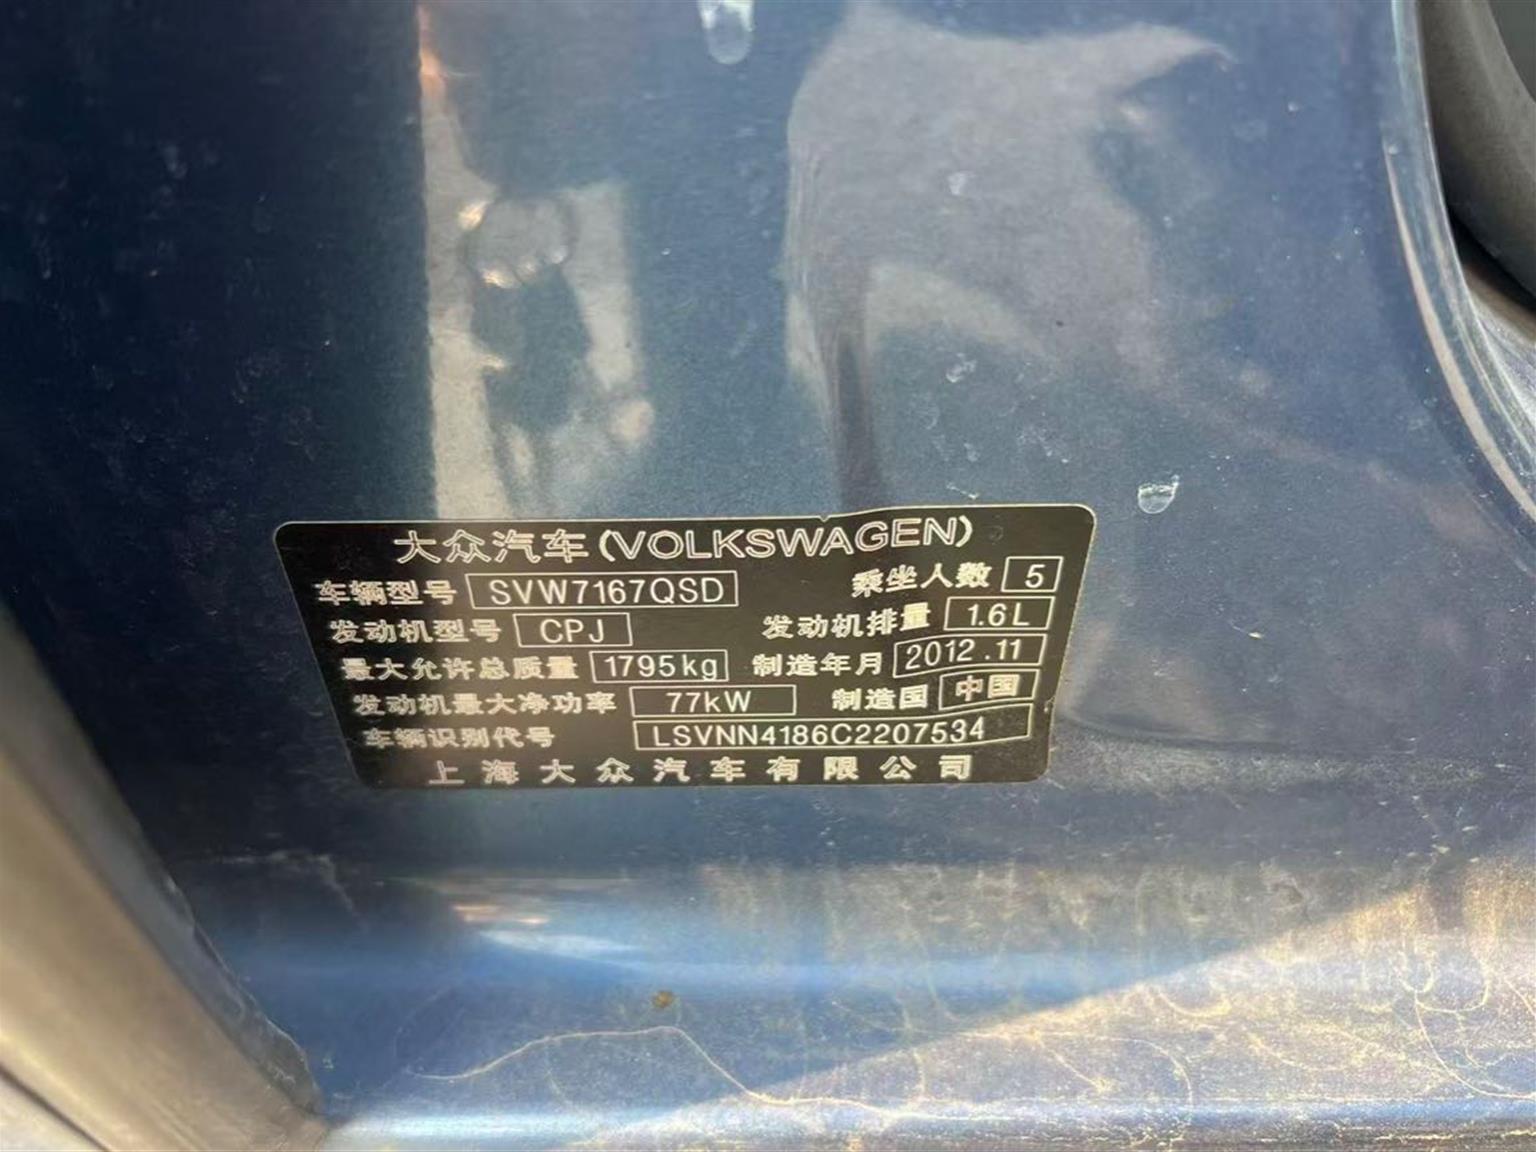 大众汽车(VOLKSWAGEN)
车辆型号 SVW7167QSD 乘坐人数 5
发动机型号 CPJ 发动机排量 1.6L
最大允许总质量 1795kg 制造年月 2012.11
发动机最大净功率 77kW 制造国 中国
车辆识别代号 LSVNN4186C2207534
上海大众汽车有限公司